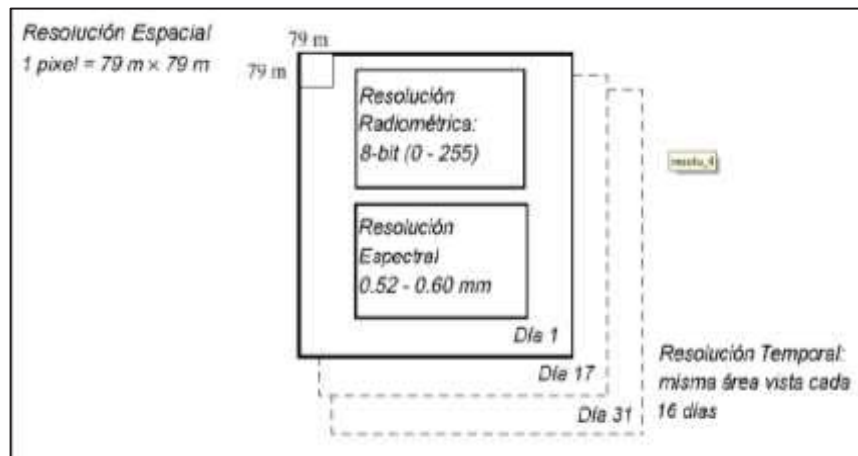 Resolución Espacial
1 pixel = 79 m × 79 m
79 m
79 m
Resolución
Radiométrica:
8-bit (0 - 255)
Resolución
Espectral
0.52 - 0.60 mm
Día 1
Día 17
Día 31
Resolución Temporal:
misma área vista cada
16 días